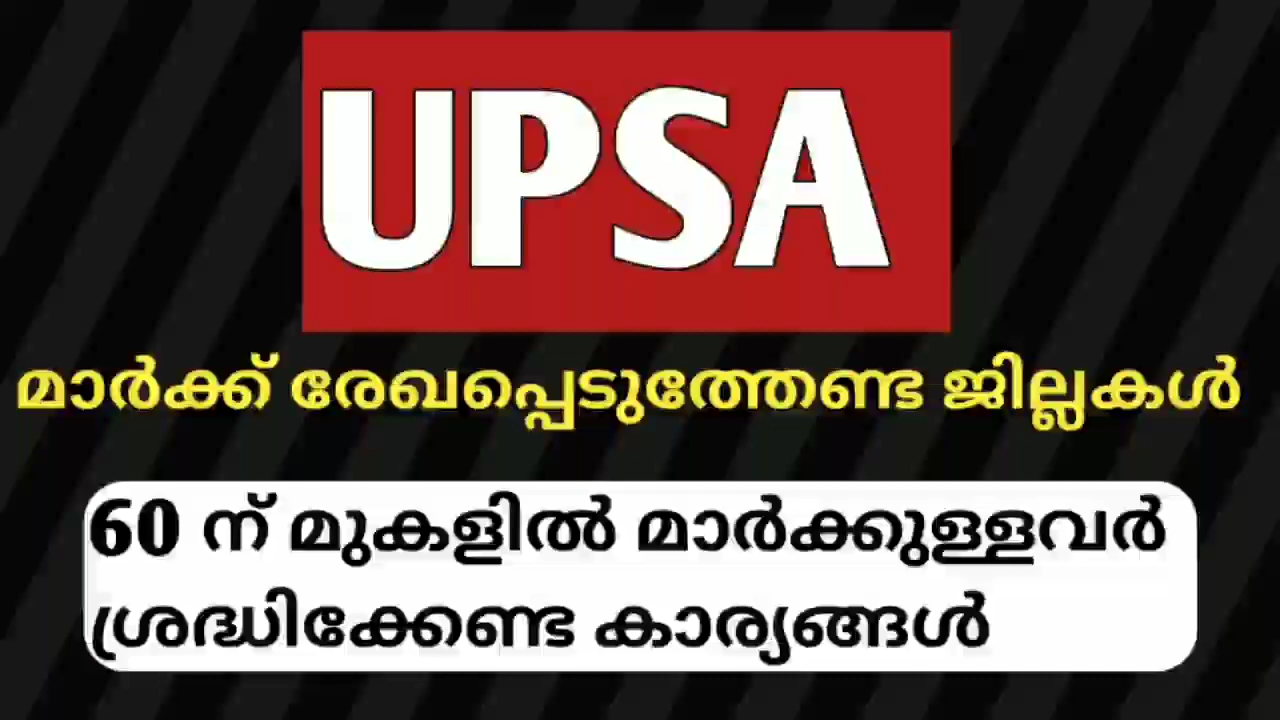 UPSA
മാർക്ക് രേഖപ്പെടുത്തേണ്ട ജില്ലകൾ
60 ന് മുകളിൽ മാർക്കുള്ളവർ
ശ്രദ്ധിക്കേണ്ട കാര്യങ്ങൾ